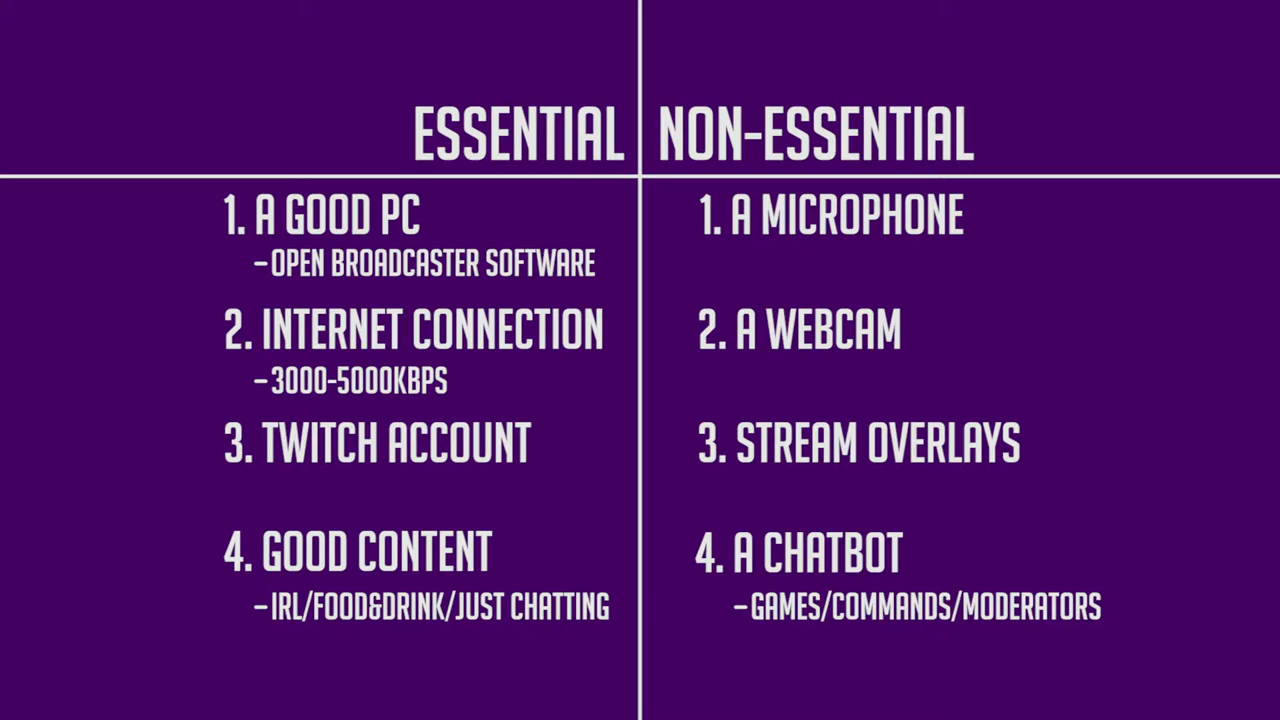 ESSENTIAL
1. A GOOD PC
-OPEN BROADCASTER SOFTWARE
2. INTERNET CONNECTION
-3000-5000KBPS
3. TWITCH ACCOUNT
4. GOOD CONTENT
-IRL/FOOD&DRINK/JUST CHATTING
NON-ESSENTIAL
1. A MICROPHONE
2. A WEBCAM
3. STREAM OVERLAYS
4. A CHATBOT
-GAMES/COMMANDS/MODERATORS